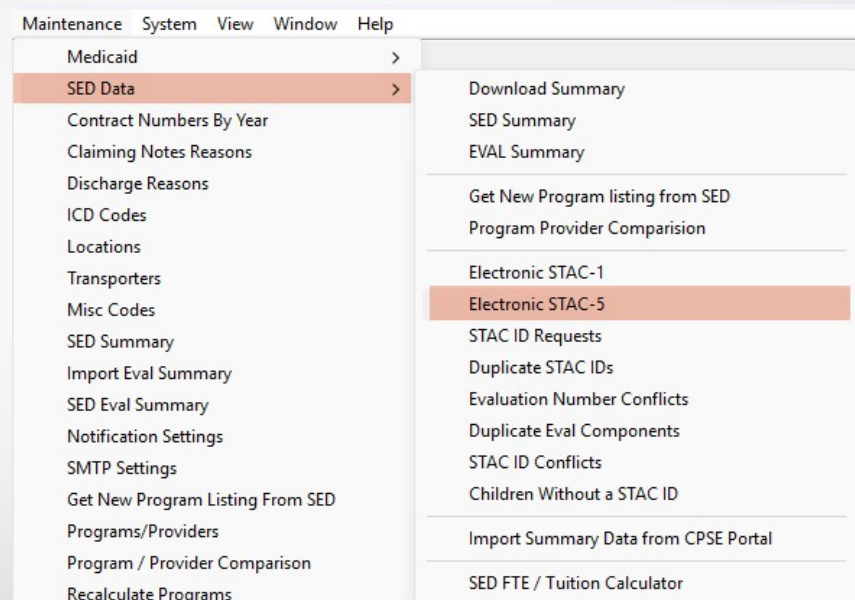 Maintenance System View Window Help
Medicaid
SED Data
Contract Numbers By Year
Claiming Notes Reasons
Discharge Reasons
ICD Codes
Locations
Transporters
Misc Codes
SED Summary
Import Eval Summary
SED Eval Summary
Notification Settings
SMTP Settings
Get New Program Listing From SED
Programs/Providers
Program / Provider Comparison
Recalculate Programs
Download Summary
SED Summary
EVAL Summary
Get New Program listing from SED
Program Provider Comparision
Electronic STAC-1
Electronic STAC-5
STAC ID Requests
Duplicate STAC IDs
Evaluation Number Conflicts
Duplicate Eval Components
STAC ID Conflicts
Children Without a STAC ID
Import Summary Data from CPSE Portal
SED FTE / Tuition Calculator